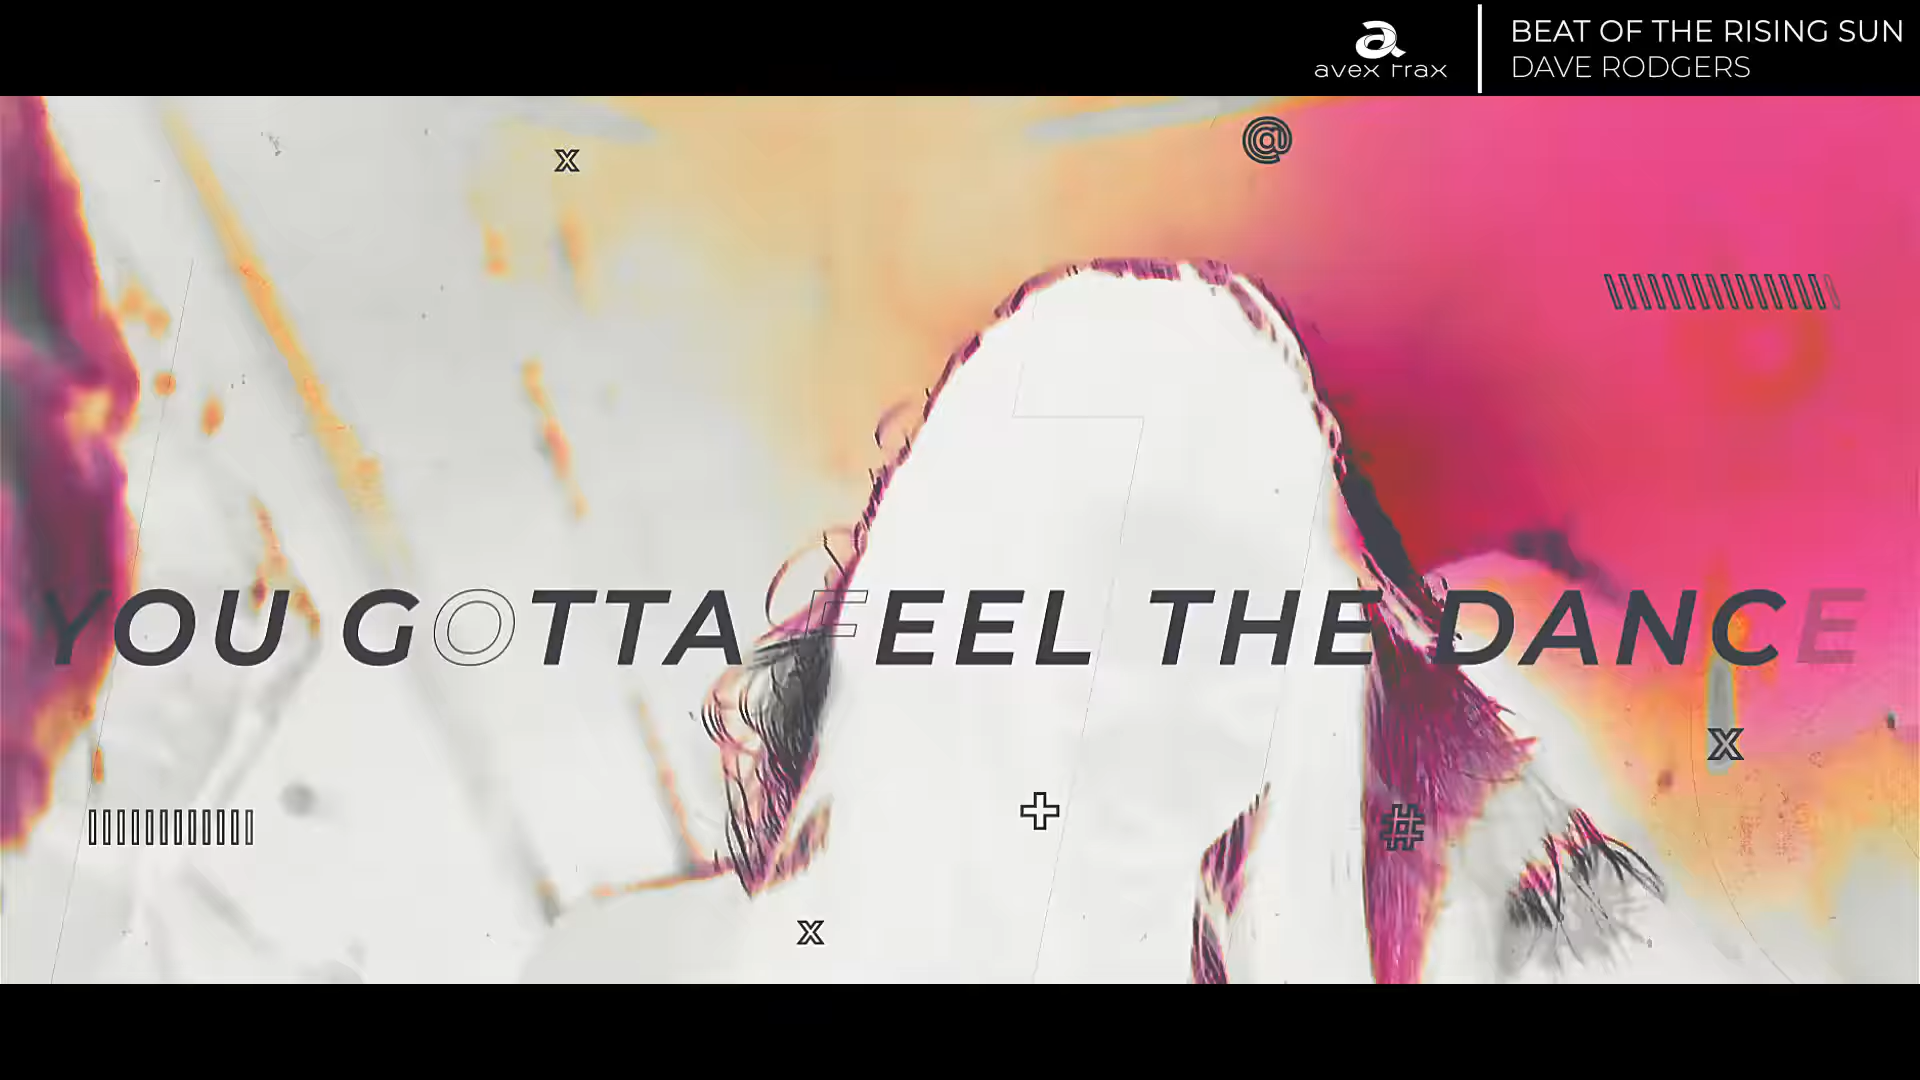 avex trax
BEAT OF THE RISING SUN
DAVE RODGERS
x
@
YOU GOTTA FEEL THE DANCE
x
+
#
x